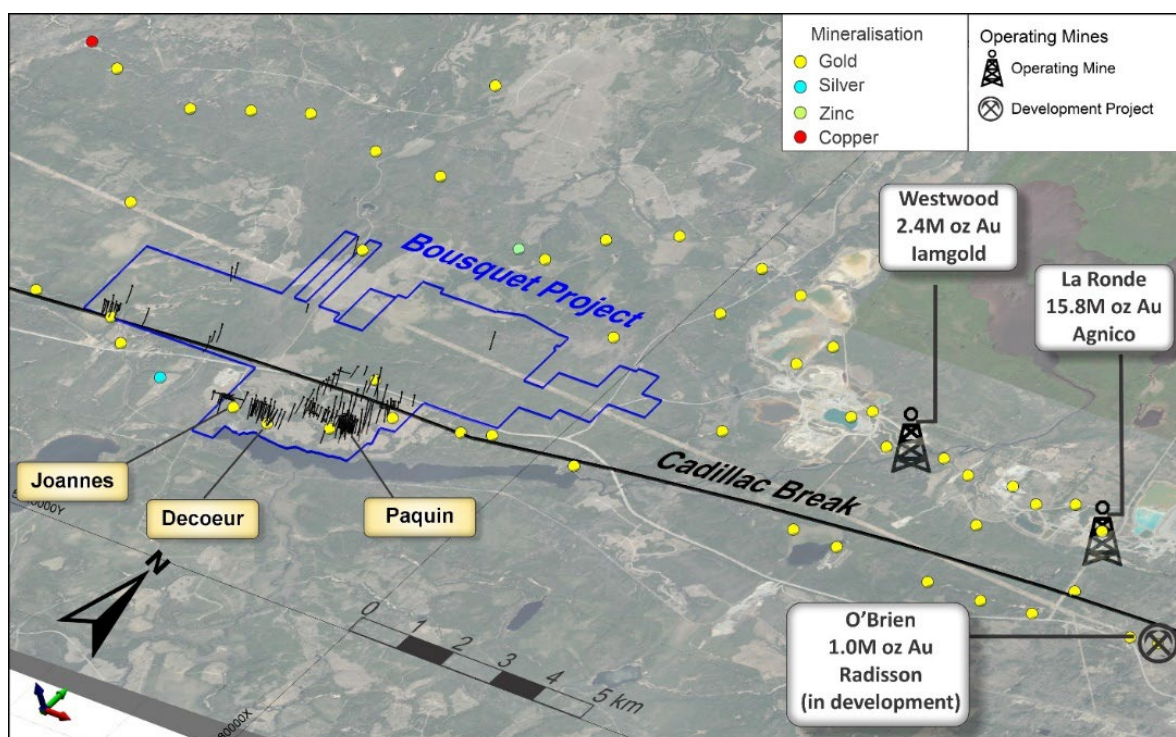 Mineralisation
Gold
Silver
Zinc
Copper
Operating Mines
Operating Mine
Development Project
Westwood
2.4M oz Au
Iamgold
La Ronde
15.8M oz Au
Agnico
Bousquet Project
Cadillac Break
Joannes
Decoeur
Paquin
O'Brien
1.0M oz Au
Radisson
(in development)
N
0
1
2
3
4
5 km